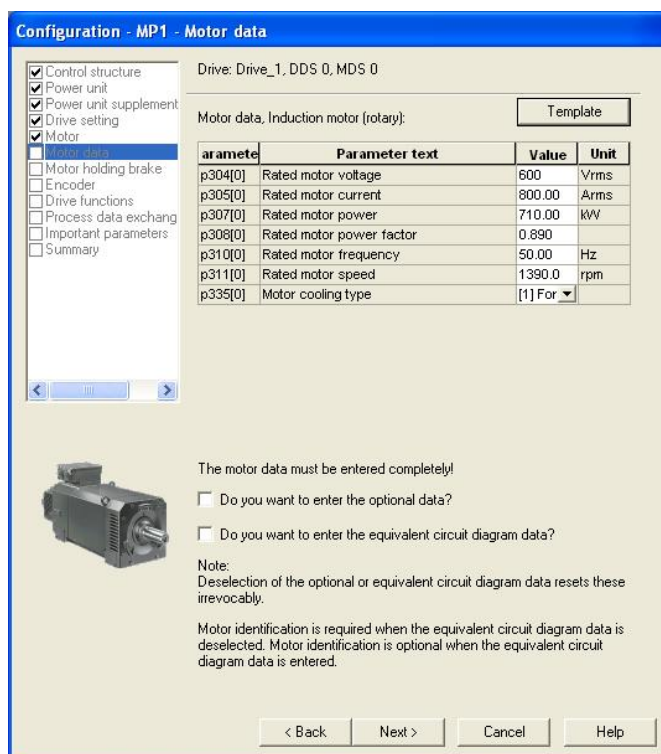 Configuration - MP1 - Motor data
Control structure
Power unit
Power unit supplement
Drive setting
Motor
Motor data
Motor holding brake
Encoder
Drive functions
Process data exchang
Important parameters
Summary
Drive: Drive_1, DDS 0, MDS 0
Motor data, Induction motor (rotary):
Template
aramete Parameter text Value Unit
p304[0] Rated motor voltage 600 Vrms
p305[0] Rated motor current 800.00 Arms
p307[0] Rated motor power 710.00 kW
p308[0] Rated motor power factor 0.890
p310[0] Rated motor frequency 50.00 Hz
p311[0] Rated motor speed 1390.0 rpm
p335[0] Motor cooling type [1] For
The motor data must be entered completely!
Do you want to enter the optional data?
Do you want to enter the equivalent circuit diagram data?
Note:
Deselection of the optional or equivalent circuit diagram data resets these
irrevocably.
Motor identification is required when the equivalent circuit diagram data is
deselected. Motor identification is optional when the equivalent circuit
diagram data is entered.
< Back Next > Cancel Help